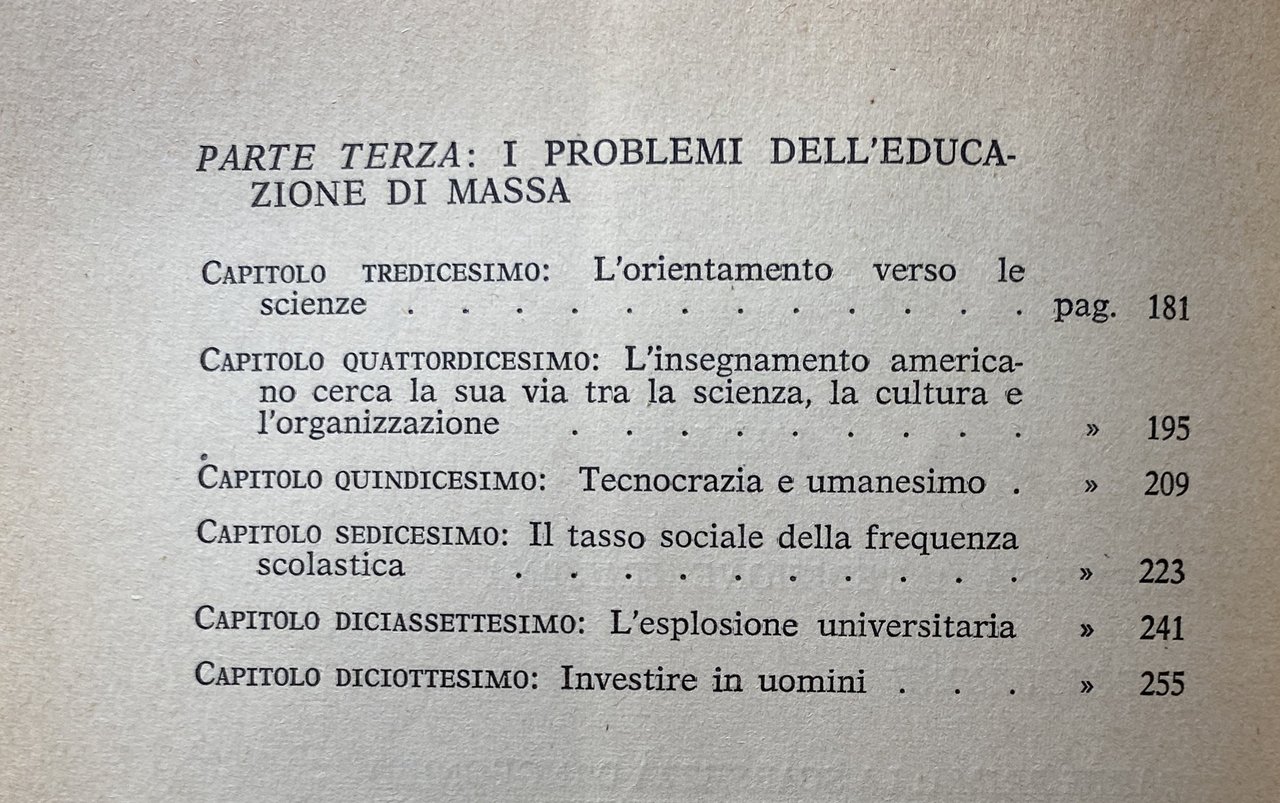 PARTE TERZA: I PROBLEMI DELL'EDUCA-
ZIONE DI MASSA
CAPITOLO TREDICESIMO: L'orientamento verso le
scienze . . . . . . . . . . . . pag. 181
CAPITOLO QUATTORDICESIMO: L'insegnamento america-
no cerca la sua via tra la scienza, la cultura e
l'organizzazione . . . . . . . . . » 195
CAPITOLO QUINDICESIMO: Tecnocrazia e umanesimo . » 209
CAPITOLO SEDICESIMO: Il tasso sociale della frequenza
scolastica . . . . . . . . . . » 223
CAPITOLO DICIASSETTESIMO: L'esplosione universitaria » 241
CAPITOLO DICIOTTESIMO: Investire in uomini . . . » 255